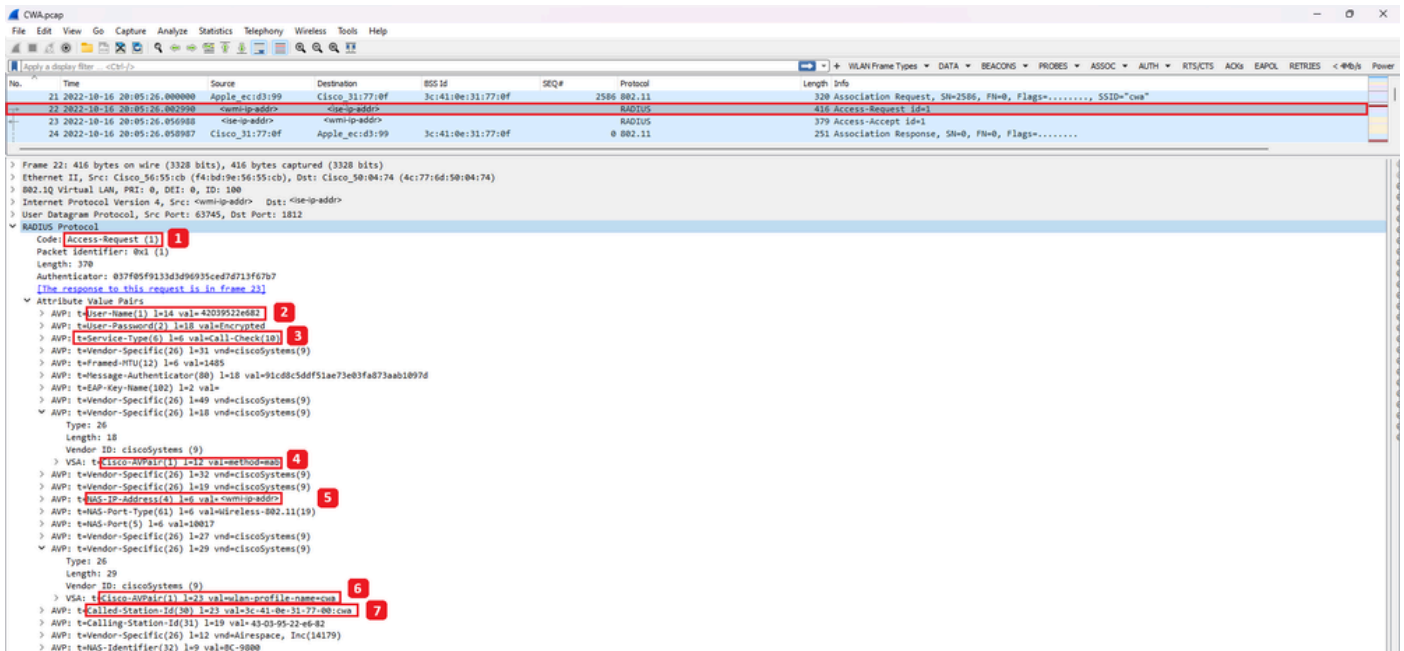 CWA.pcap
File Edit View Go Capture Analyze Statistics Telephony Wireless Tools Help
Apply a display filter ... <Ctrl-/> + WLAN Frame Types DATA BEACONS PROBES ASSOC AUTH RTS/CTS ACKs EAPOL RETRIES Power
No. Time Source Destination BSS Id SEQ# Protocol Length Info
21 2022-10-16 20:05:26.000000 Apple_ec:d3:99 Cisco_31:77:0f 3c:41:0e:31:77:0f 2586 802.11 320 Association Request, SN=2586, FN=0, Flags=........, SSID="cwa"
22 2022-10-16 20:05:26.002990 <wmi-ip-addr> <ise-ip-addr> RADIUS 416 Access-Request id=1
23 2022-10-16 20:05:26.056988 <ise-ip-addr> <wmi-ip-addr> RADIUS 379 Access-Accept id=1
24 2022-10-16 20:05:26.058987 Cisco_31:77:0f Apple_ec:d3:99 3c:41:0e:31:77:0f 0 802.11 251 Association Response, SN=0, FN=0, Flags=........
> Frame 22: 416 bytes on wire (3328 bits), 416 bytes captured (3328 bits)
> Ethernet II, Src: Cisco_56:55:cb (f4:bd:9e:56:55:cb), Dst: Cisco_50:04:74 (4c:77:6d:50:04:74)
> 802.1Q Virtual LAN, PRI: 0, DEI: 0, ID: 100
> Internet Protocol Version 4, Src: <wmi-ip-addr> Dst: <ise-ip-addr>
> User Datagram Protocol, Src Port: 63745, Dst Port: 1812
RADIUS Protocol
Code: Access-Request (1) 1
Packet identifier: 0x1 (1)
Length: 370
Authenticator: 037f05f9133d3d96935ced7d713f67b7
[The response to this request is in frame 23]
Attribute Value Pairs
> AVP: t=User-Name(1) l=14 val=42039522e682 2
> AVP: t=User-Password(2) l=18 val=Encrypted
> AVP: t=Service-Type(6) l=6 val=Call-Check(10) 3
> AVP: t=Vendor-Specific(26) l=31 vnd=ciscoSystems(9)
> AVP: t=Framed-MTU(12) l=6 val=1485
> AVP: t=Message-Authenticator(80) l=18 val=91cd8c5ddf51ae73e03fa873aab1097d
> AVP: t=EAP-Key-Name(102) l=2 val=
> AVP: t=Vendor-Specific(26) l=49 vnd=ciscoSystems(9)
AVP: t=Vendor-Specific(26) l=18 vnd=ciscoSystems(9)
Type: 26
Length: 18
Vendor ID: ciscoSystems (9)
> VSA: t=Cisco-AVPair(1) l=12 val=method=mab 4
> AVP: t=Vendor-Specific(26) l=32 vnd=ciscoSystems(9)
> AVP: t=Vendor-Specific(26) l=19 vnd=ciscoSystems(9)
> AVP: t=NAS-IP-Address(4) l=6 val=<wmi-ip-addr> 5
> AVP: t=NAS-Port-Type(61) l=6 val=Wireless-802.11(19)
> AVP: t=NAS-Port(5) l=6 val=10017
> AVP: t=Vendor-Specific(26) l=27 vnd=ciscoSystems(9)
AVP: t=Vendor-Specific(26) l=29 vnd=ciscoSystems(9)
Type: 26
Length: 29
Vendor ID: ciscoSystems (9)
> VSA: t=Cisco-AVPair(1) l=23 val=wlan-profile-name=cwa 6
> AVP: t=Called-Station-Id(30) l=23 val=3c-41-0e-31-77-00:cwa 7
> AVP: t=Calling-Station-Id(31) l=19 val=43-03-95-22-e6-82
> AVP: t=Vendor-Specific(26) l=12 vnd=Airespace, Inc(14179)
> AVP: t=NAS-Identifier(32) l=9 val=BC-9800